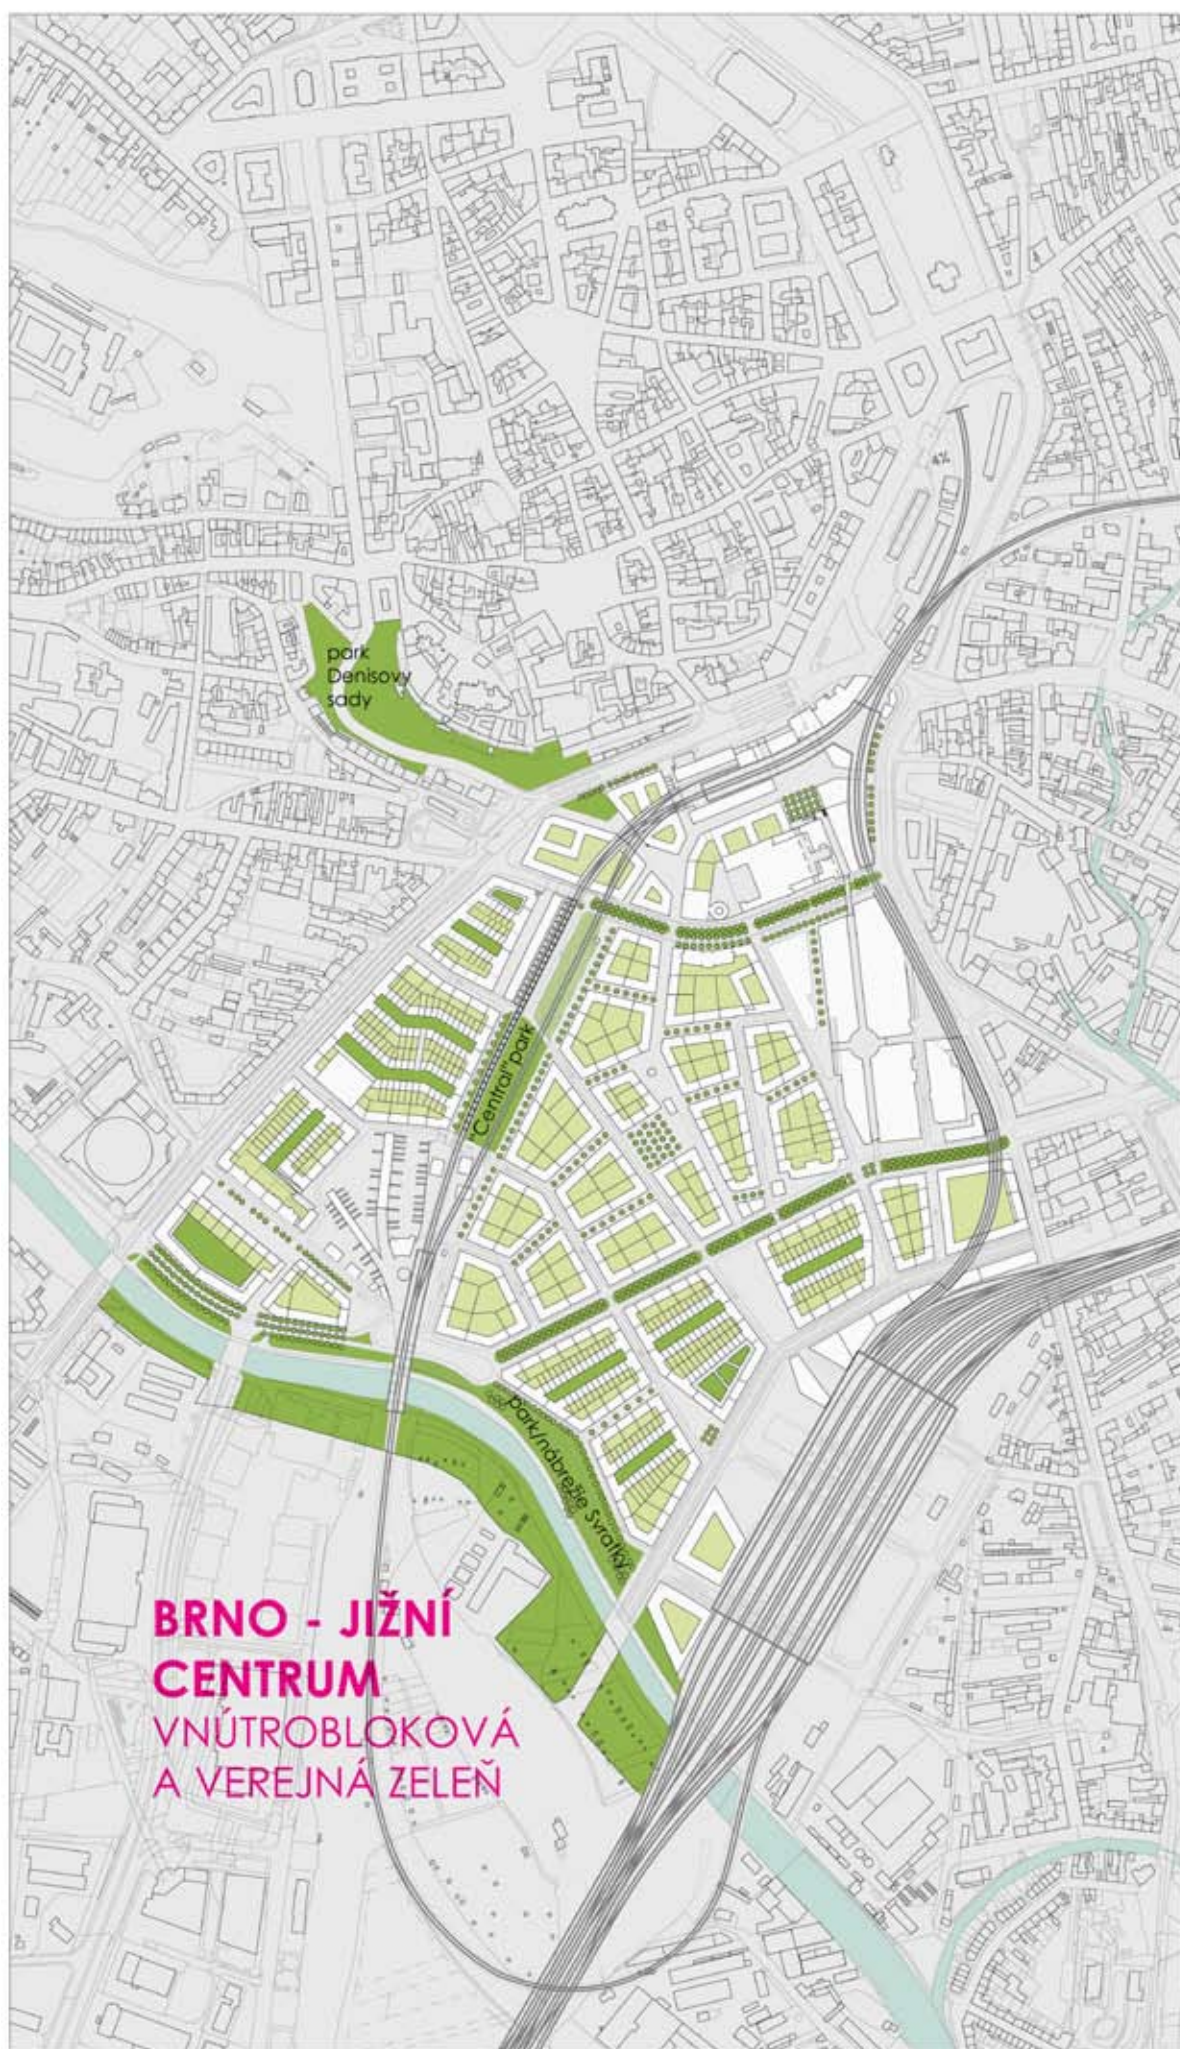 4%
park
Denisovy
sady
"Central"park
park/nábrežie Svratky
BRNO - JIŽNÍ
CENTRUM
VNÚTROBLOKOVÁ
A VEREJNÁ ZELEŇ